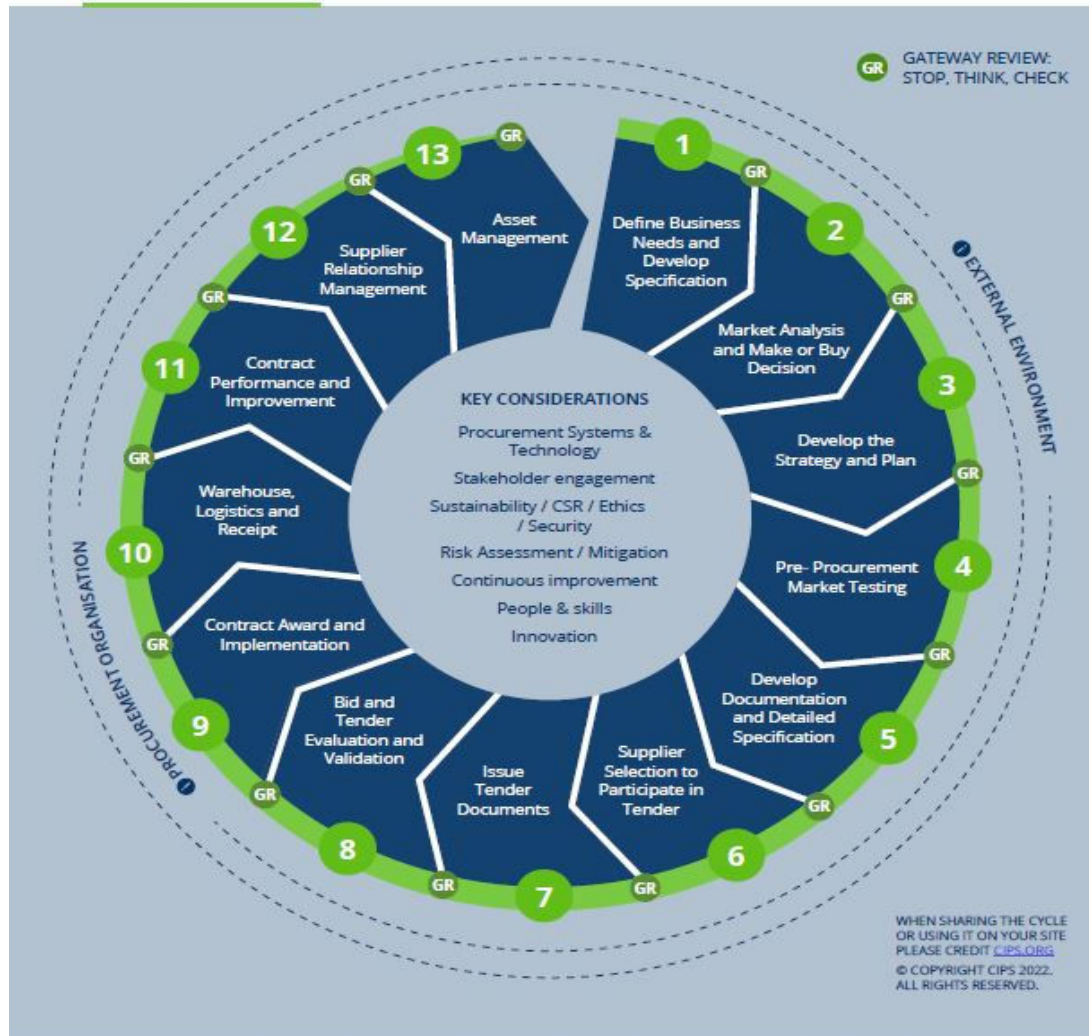 GR
GATEWAY REVIEW:
STOP, THINK, CHECK
1
Define Business
Needs and
Develop
Specification
GR
2
Market Analysis
and Make or Buy
Decision
GR
3
Develop the
Strategy and Plan
GR
4
Pre- Procurement
Market Testing
GR
5
Develop
Documentation
and Detailed
Specification
GR
6
Supplier
Selection to
Participate in
Tender
GR
7
Issue
Tender
Documents
GR
8
Bid and
Tender
Evaluation and
Validation
GR
9
Contract Award and
Implementation
GR
10
Warehouse,
Logistics and
Receipt
GR
11
Contract
Performance and
Improvement
GR
12
Supplier
Relationship
Management
GR
13
Asset
Management
GR
KEY CONSIDERATIONS
Procurement Systems &
Technology
Stakeholder engagement
Sustainability / CSR / Ethics
/ Security
Risk Assessment / Mitigation
Continuous improvement
People & skills
Innovation
i EXTERNAL ENVIRONMENT
i PROCUREMENT ORGANISATION
WHEN SHARING THE CYCLE
OR USING IT ON YOUR SITE
PLEASE CREDIT CIPS.ORG
© COPYRIGHT CIPS 2022.
ALL RIGHTS RESERVED.